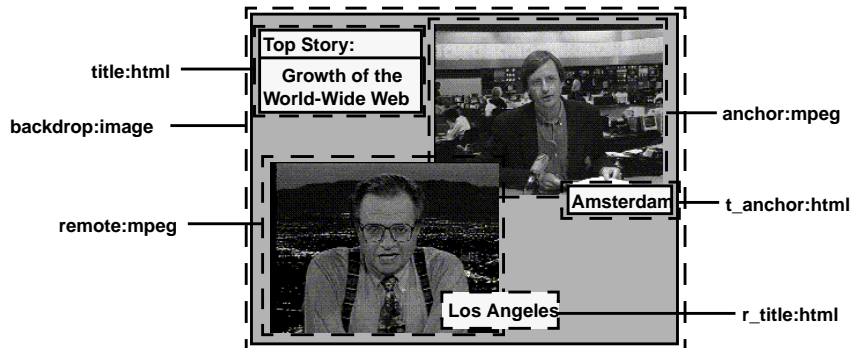 Top Story:
Growth of the
World-Wide Web
title:html
backdrop:image
anchor:mpeg
Amsterdam
t_anchor:html
remote:mpeg
Los Angeles
r_title:html